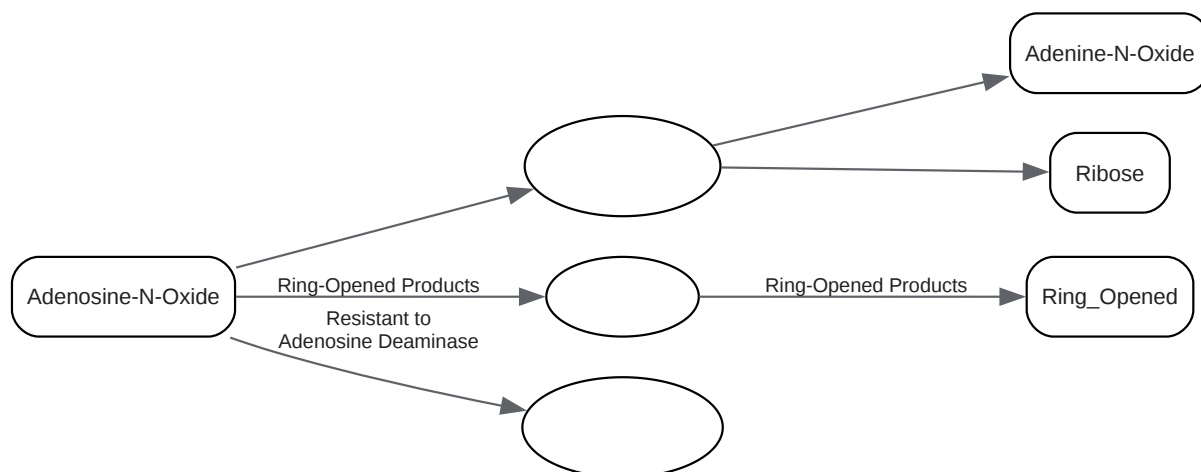 Adenine-N-Oxide
Ribose
Adenosine-N-Oxide
Ring-Opened Products
Ring-Opened Products
Ring_Opened
Resistant to
Adenosine Deaminase